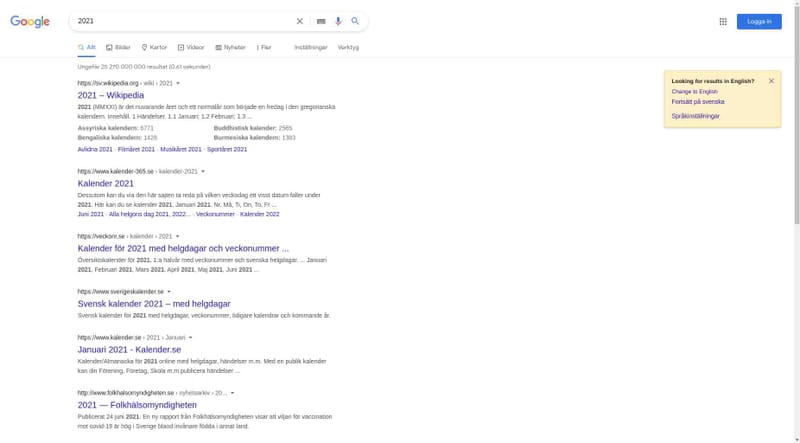 Google
2021
Logga in
Allt Bilder Kartor Videor Nyheter Fler Inställningar Verktyg
Ungefär 25 270 000 000 resultat (0,61 sekunder)
Looking for results in English?
Change to English
Fortsätt på svenska
Språkinställningar
https://sv.wikipedia.org › wiki › 2021
2021 – Wikipedia
2021 (MMXXI) är det nuvarande året och ett normalår som började en fredag i den gregorianska
kalendern. Innehåll. 1 Händelser. 1.1 Januari; 1.2 Februari; 1.3 ...
Assyriska kalendern: 6771 Buddhistisk kalender: 2565
Bengaliska kalendern: 1428 Burmesiska kalendern: 1383
Avlidna 2021 · Filmåret 2021 · Musikåret 2021 · Sportåret 2021
https://www.kalender-365.se › kalender-2021
Kalender 2021
Dessutom kan du via den här sajten ta reda på vilken veckodag ett visst datum faller under
2021. Här kan du se kalender 2021. Januari 2021. Nr, Må, Ti, On, To, Fr ...
Juni 2021 · Alla helgons dag 2021, 2022... · Veckonummer · Kalender 2022
https://veckonr.se › kalender › 2021
Kalender för 2021 med helgdagar och veckonummer ...
Översiktskalender för 2021, 1:a halvår med veckonummer och svenska helgdagar. ... Januari
2021, Februari 2021, Mars 2021, April 2021, Maj 2021, Juni 2021 ...
https://www.sverigeskalender.se
Svensk kalender 2021 – med helgdagar
Svensk kalender för 2021 med helgdagar, veckonummer, tidigare kalendrar och kommande år.
https://www.kalender.se › 2021 › Januari
Januari 2021 - Kalender.se
Kalender/Almanacka för 2021 online med helgdagar, händelser m.m. Med en publik kalender
kan din Förening, Företag, Skola m.m publicera händelser ...
http://www.folkhalsomyndigheten.se › nyhetsarkiv › 20...
2021 — Folkhälsomyndigheten
Publicerat 24 juni 2021. En ny rapport från Folkhälsomyndigheten visar att viljan för vaccination
mot covid-19 är hög i Sverige bland invånare födda i annat land.